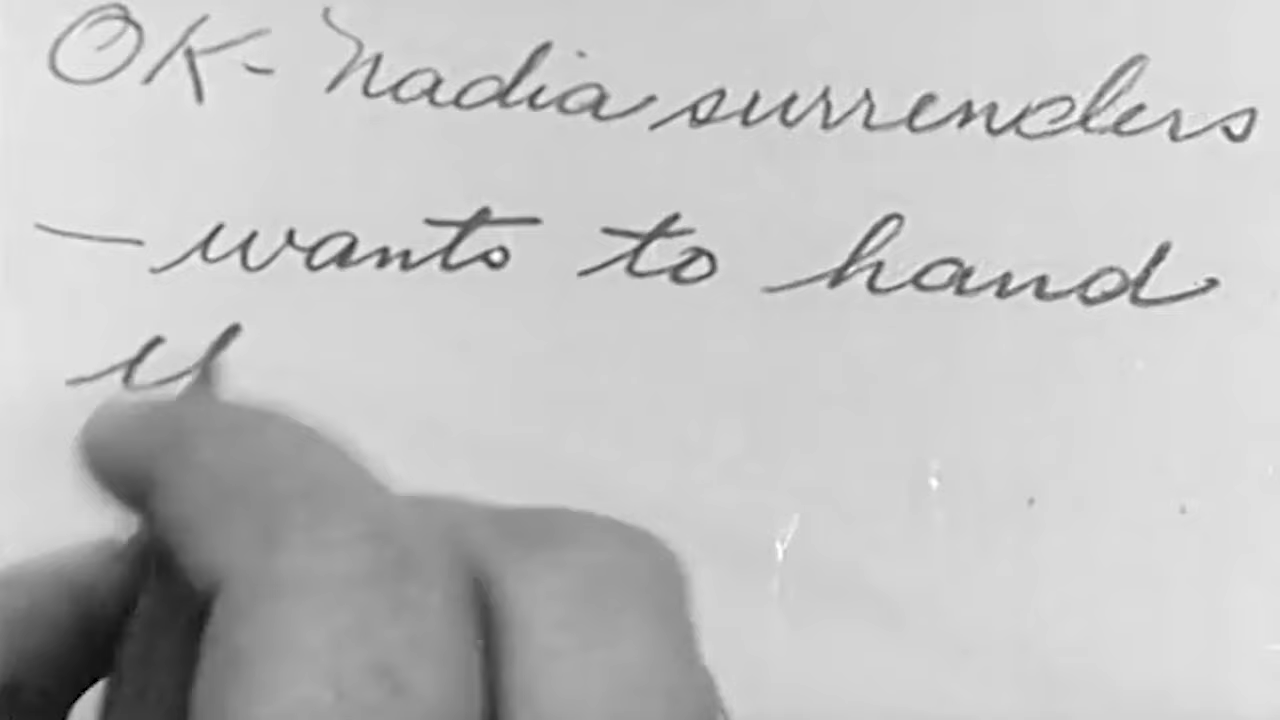 OK- Nadia surrenders
— wants to hand